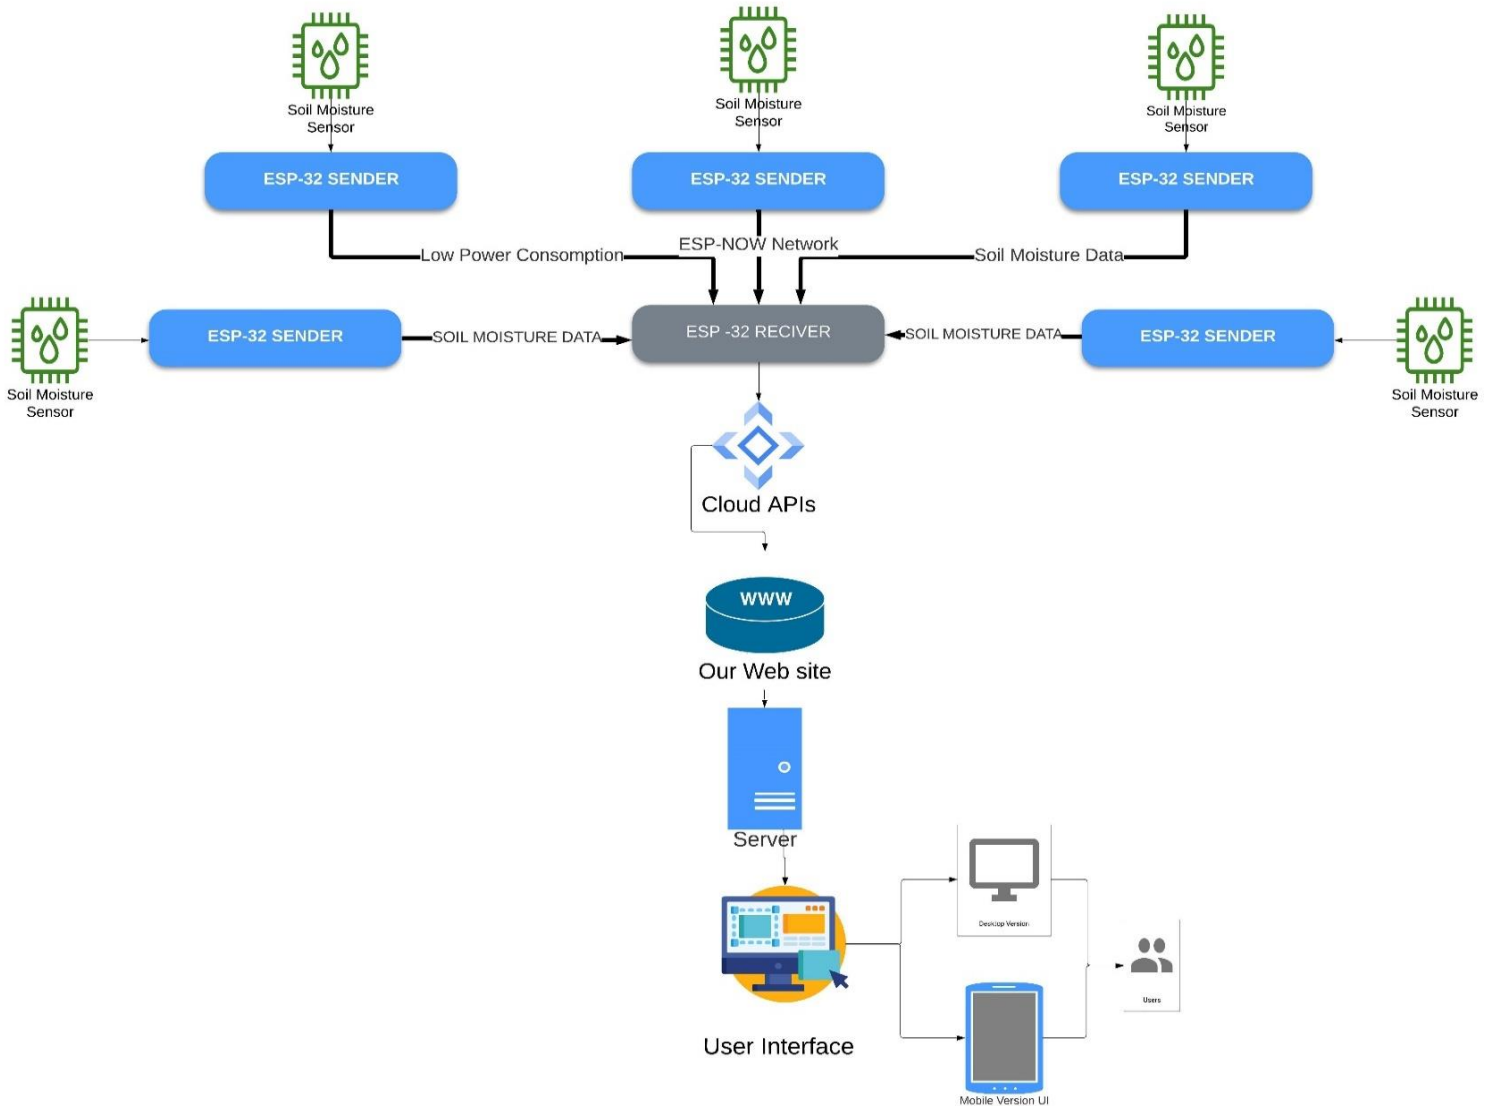 Soil Moisture
Sensor
Soil Moisture
Sensor
Soil Moisture
Sensor
ESP-32 SENDER
ESP-32 SENDER
ESP-32 SENDER
Low Power Consomption
ESP-NOW Network
Soil Moisture Data
ESP-32 SENDER
SOIL MOISTURE DATA
ESP -32 RECIVER
SOIL MOISTURE DATA
ESP-32 SENDER
Soil Moisture
Sensor
Soil Moisture
Sensor
Cloud APIs
WWW
Our Web site
Server
Desktop Version
Users
User Interface
Mobile Version UI